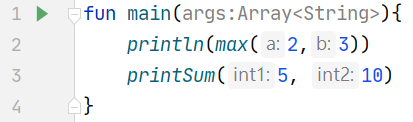 1 fun main(args:Array<String>){
2 println(max( a: 2, b: 3))
3 printSum( int1: 5, int2: 10)
4 }